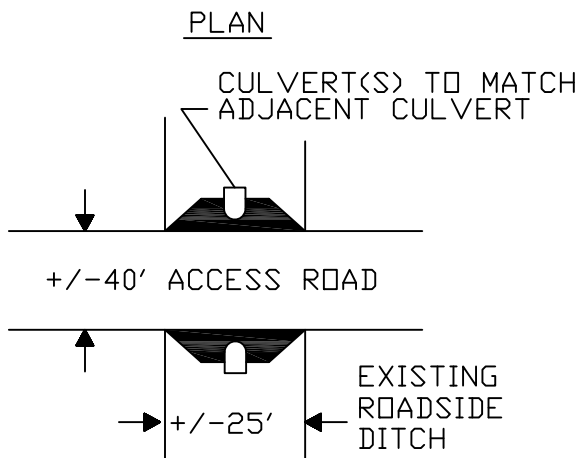 PLAN
CULVERT(S) TO MATCH
ADJACENT CULVERT
+/-40' ACCESS ROAD
+/-25'
EXISTING
ROADSIDE
DITCH